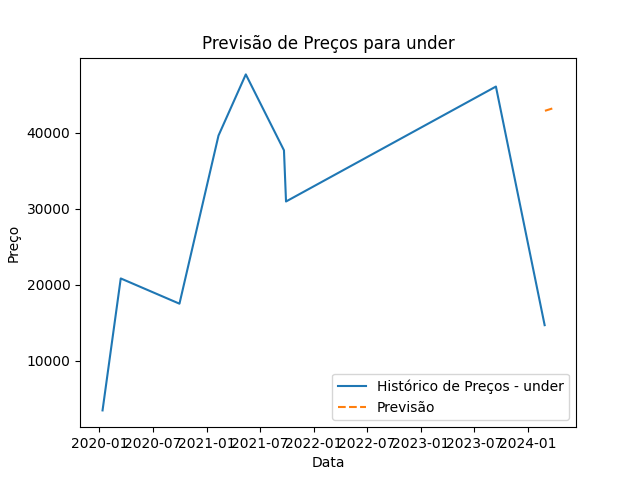 Previsão de Preços para under
Preço
40000
30000
20000
10000
Histórico de Preços - under
Previsão
2020-01 2020-07 2021-01 2021-07 2022-01 2022-07 2023-01 2023-07 2024-01
Data